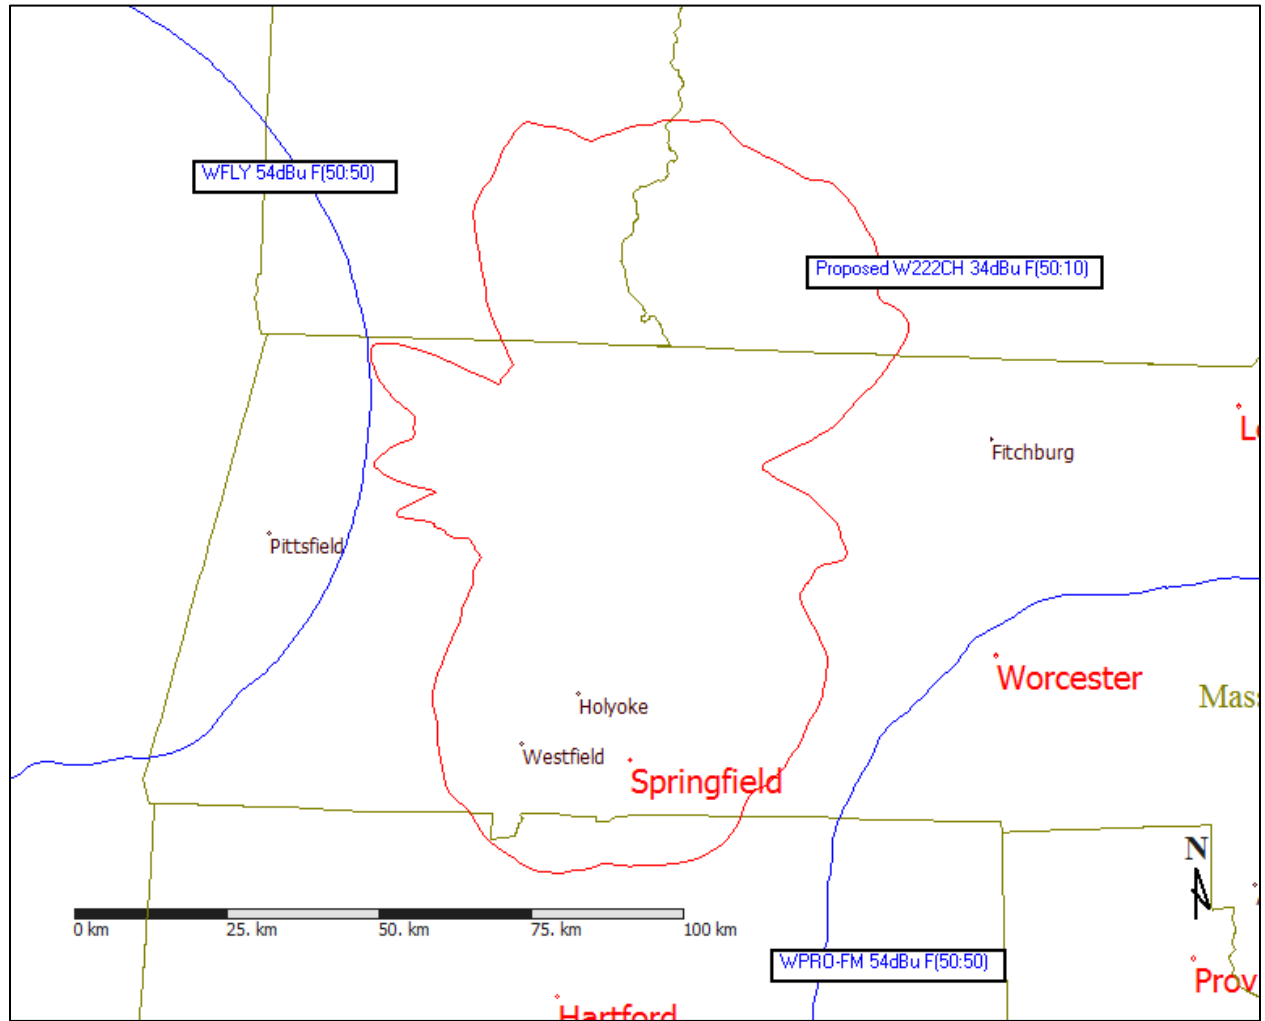 WFLY 54dBu F(50:50)
Proposed W222CH 34dBu F(50:10)
Fitchburg
Pittsfield
Worcester
Holyoke
Westfield
Springfield
N
0 km 25. km 50. km 75. km 100 km
WPRO-FM 54dBu F(50:50)
Hartford